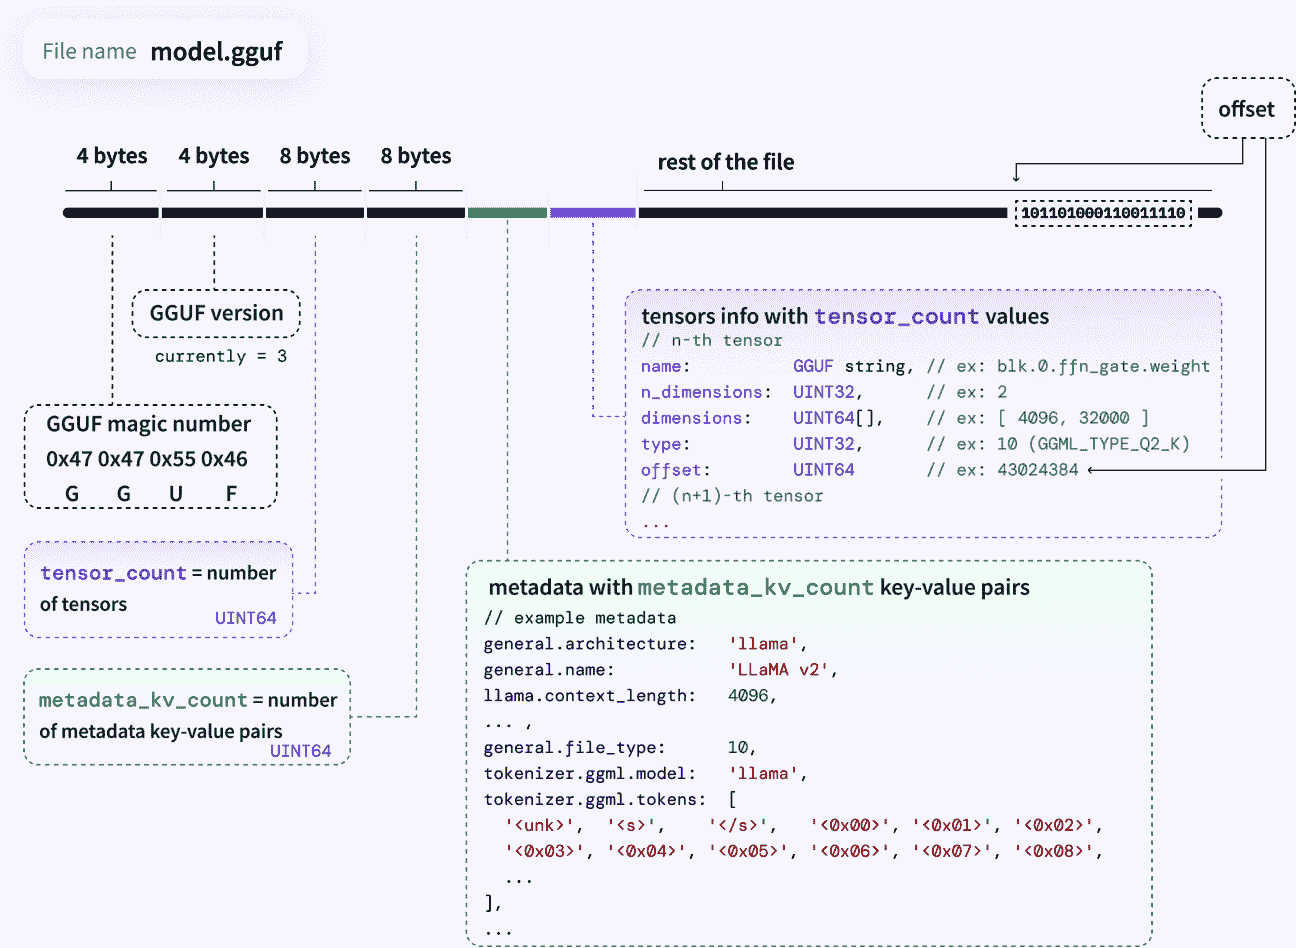 File name model.gguf
offset
4 bytes 4 bytes 8 bytes 8 bytes
rest of the file
101101000110011110
GGUF version
currently = 3
GGUF magic number
0x47 0x47 0x55 0x46
G G U F
tensor_count = number
of tensors
UINT64
metadata_kv_count = number
of metadata key-value pairs
UINT64
tensors info with tensor_count values
// n-th tensor
name: GGUF string, // ex: blk.0.ffn_gate.weight
n_dimensions: UINT32, // ex: 2
dimensions: UINT64[], // ex: [ 4096, 32000 ]
type: UINT32, // ex: 10 (GGML_TYPE_Q2_K)
offset: UINT64 // ex: 43024384
// (n+1)-th tensor
...
metadata with metadata_kv_count key-value pairs
// example metadata
general.architecture: 'llama',
general.name: 'LLaMA v2',
llama.context_length: 4096,
... ,
general.file_type: 10,
tokenizer.ggml.model: 'llama',
tokenizer.ggml.tokens: [
'<unk>', '<s>', '</s>', '<0x00>', '<0x01>', '<0x02>',
'<0x03>', '<0x04>', '<0x05>', '<0x06>', '<0x07>', '<0x08>',
...
],
...